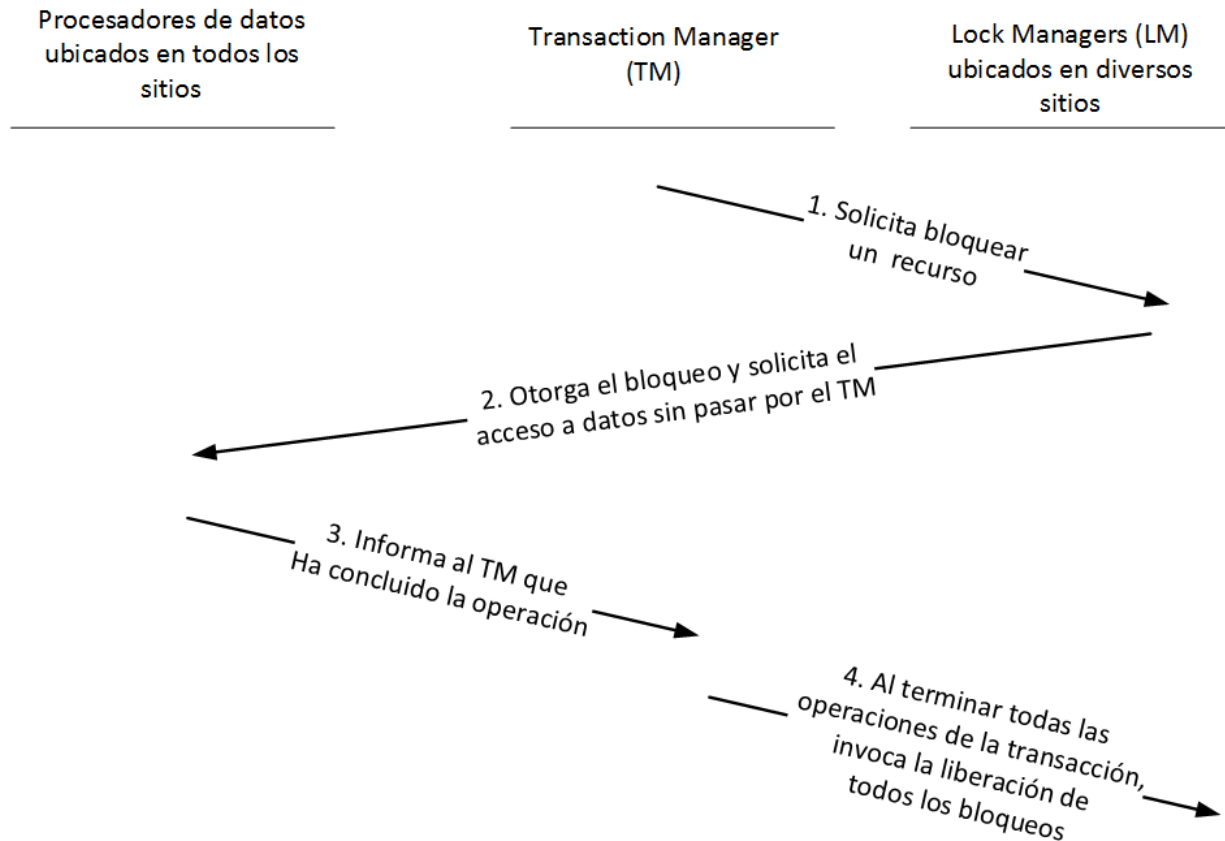 Procesadores de datos
ubicados en todos los
sitios
Transaction Manager
(TM)
Lock Managers (LM)
ubicados en diversos
sitios
1. Solicita bloquear
un recurso
2. Otorga el bloqueo y solicita el
acceso a datos sin pasar por el TM
3. Informa al TM que
Ha concluido la operación
4. Al terminar todas las
operaciones de la transacción,
invoca la liberación de
todos los bloqueos